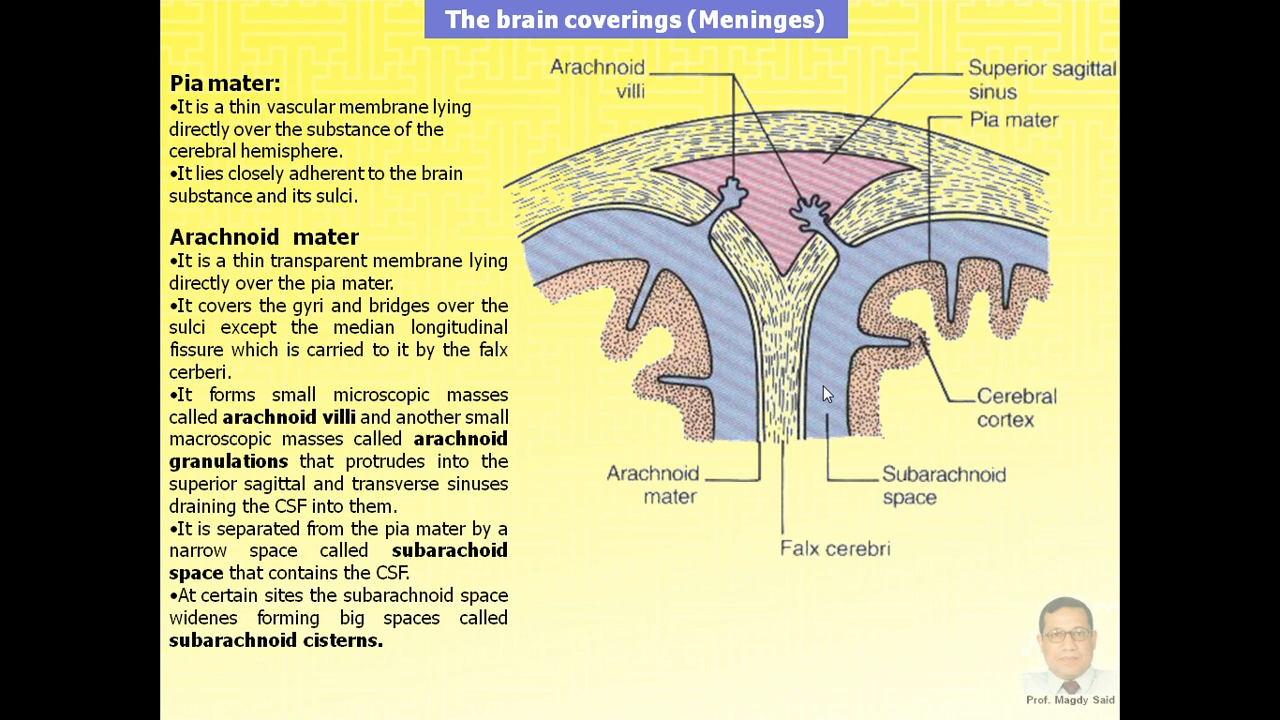 The brain coverings (Meninges)
Pia mater:
•It is a thin vascular membrane lying
directly over the substance of the
cerebral hemisphere.
•It lies closely adherent to the brain
substance and its sulci.
Arachnoid mater
•It is a thin transparent membrane lying
directly over the pia mater.
•It covers the gyri and bridges over the
sulci except the median longitudinal
fissure which is carried to it by the falx
cerberi.
•It forms small microscopic masses
called arachnoid villi and another small
macroscopic masses called arachnoid
granulations that protrudes into the
superior sagittal and transverse sinuses
draining the CSF into them.
•It is separated from the pia mater by a
narrow space called subarachoid
space that contains the CSF.
•At certain sites the subarachnoid space
widenes forming big spaces called
subarachnoid cisterns.
Arachnoid
villi
Superior sagittal
sinus
Pia mater
Cerebral
cortex
Arachnoid
mater
Subarachnoid
space
Falx cerebri
Prof. Magdy Said